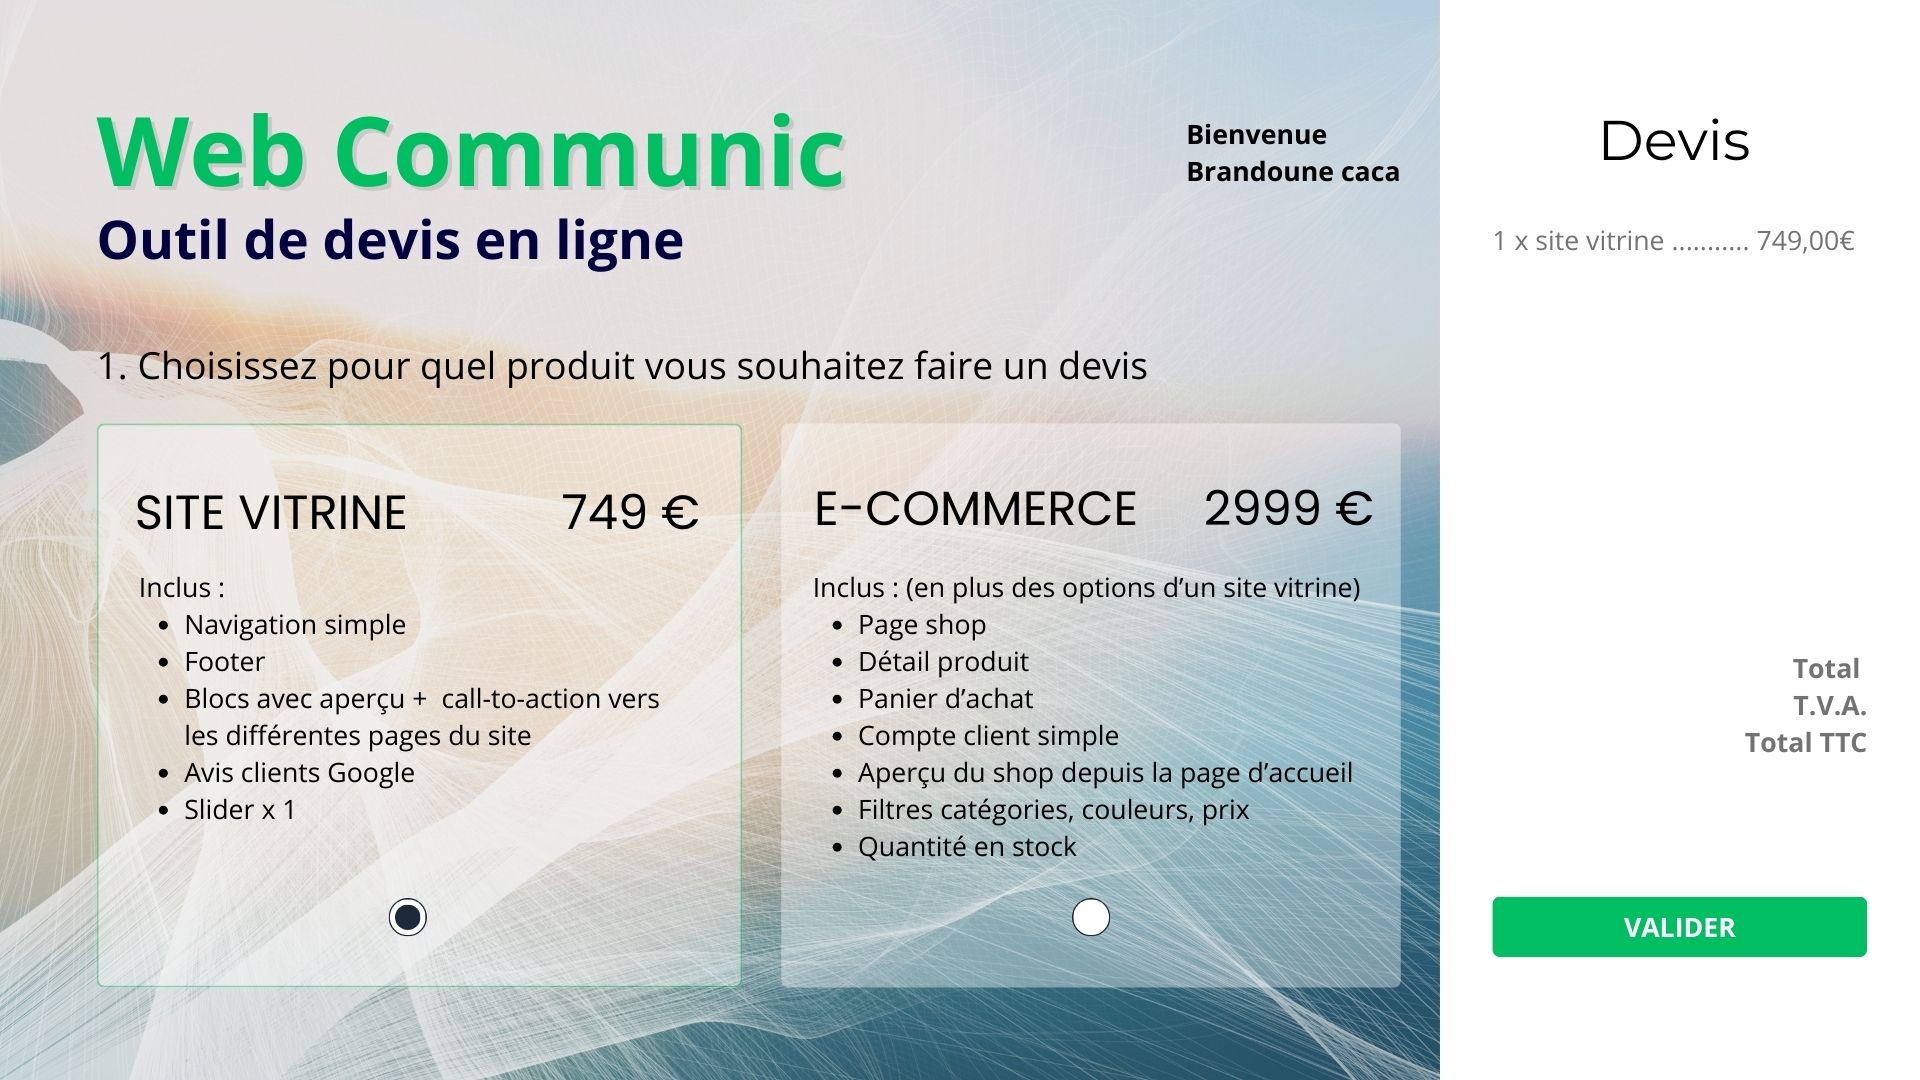 Web Communic
Outil de devis en ligne
Bienvenue
Brandoune caca
1. Choisissez pour quel produit vous souhaitez faire un devis
SITE VITRINE 749 €
Inclus :
• Navigation simple
• Footer
• Blocs avec aperçu +  call-to-action vers
les différentes pages du site
• Avis clients Google
• Slider x 1
E-COMMERCE 2999 €
Inclus : (en plus des options d’un site vitrine)
• Page shop
• Détail produit
• Panier d’achat
• Compte client simple
• Aperçu du shop depuis la page d’accueil
• Filtres catégories, couleurs, prix
• Quantité en stock
Devis
1 x site vitrine ........... 749,00€
Total
T.V.A.
Total TTC
VALIDER